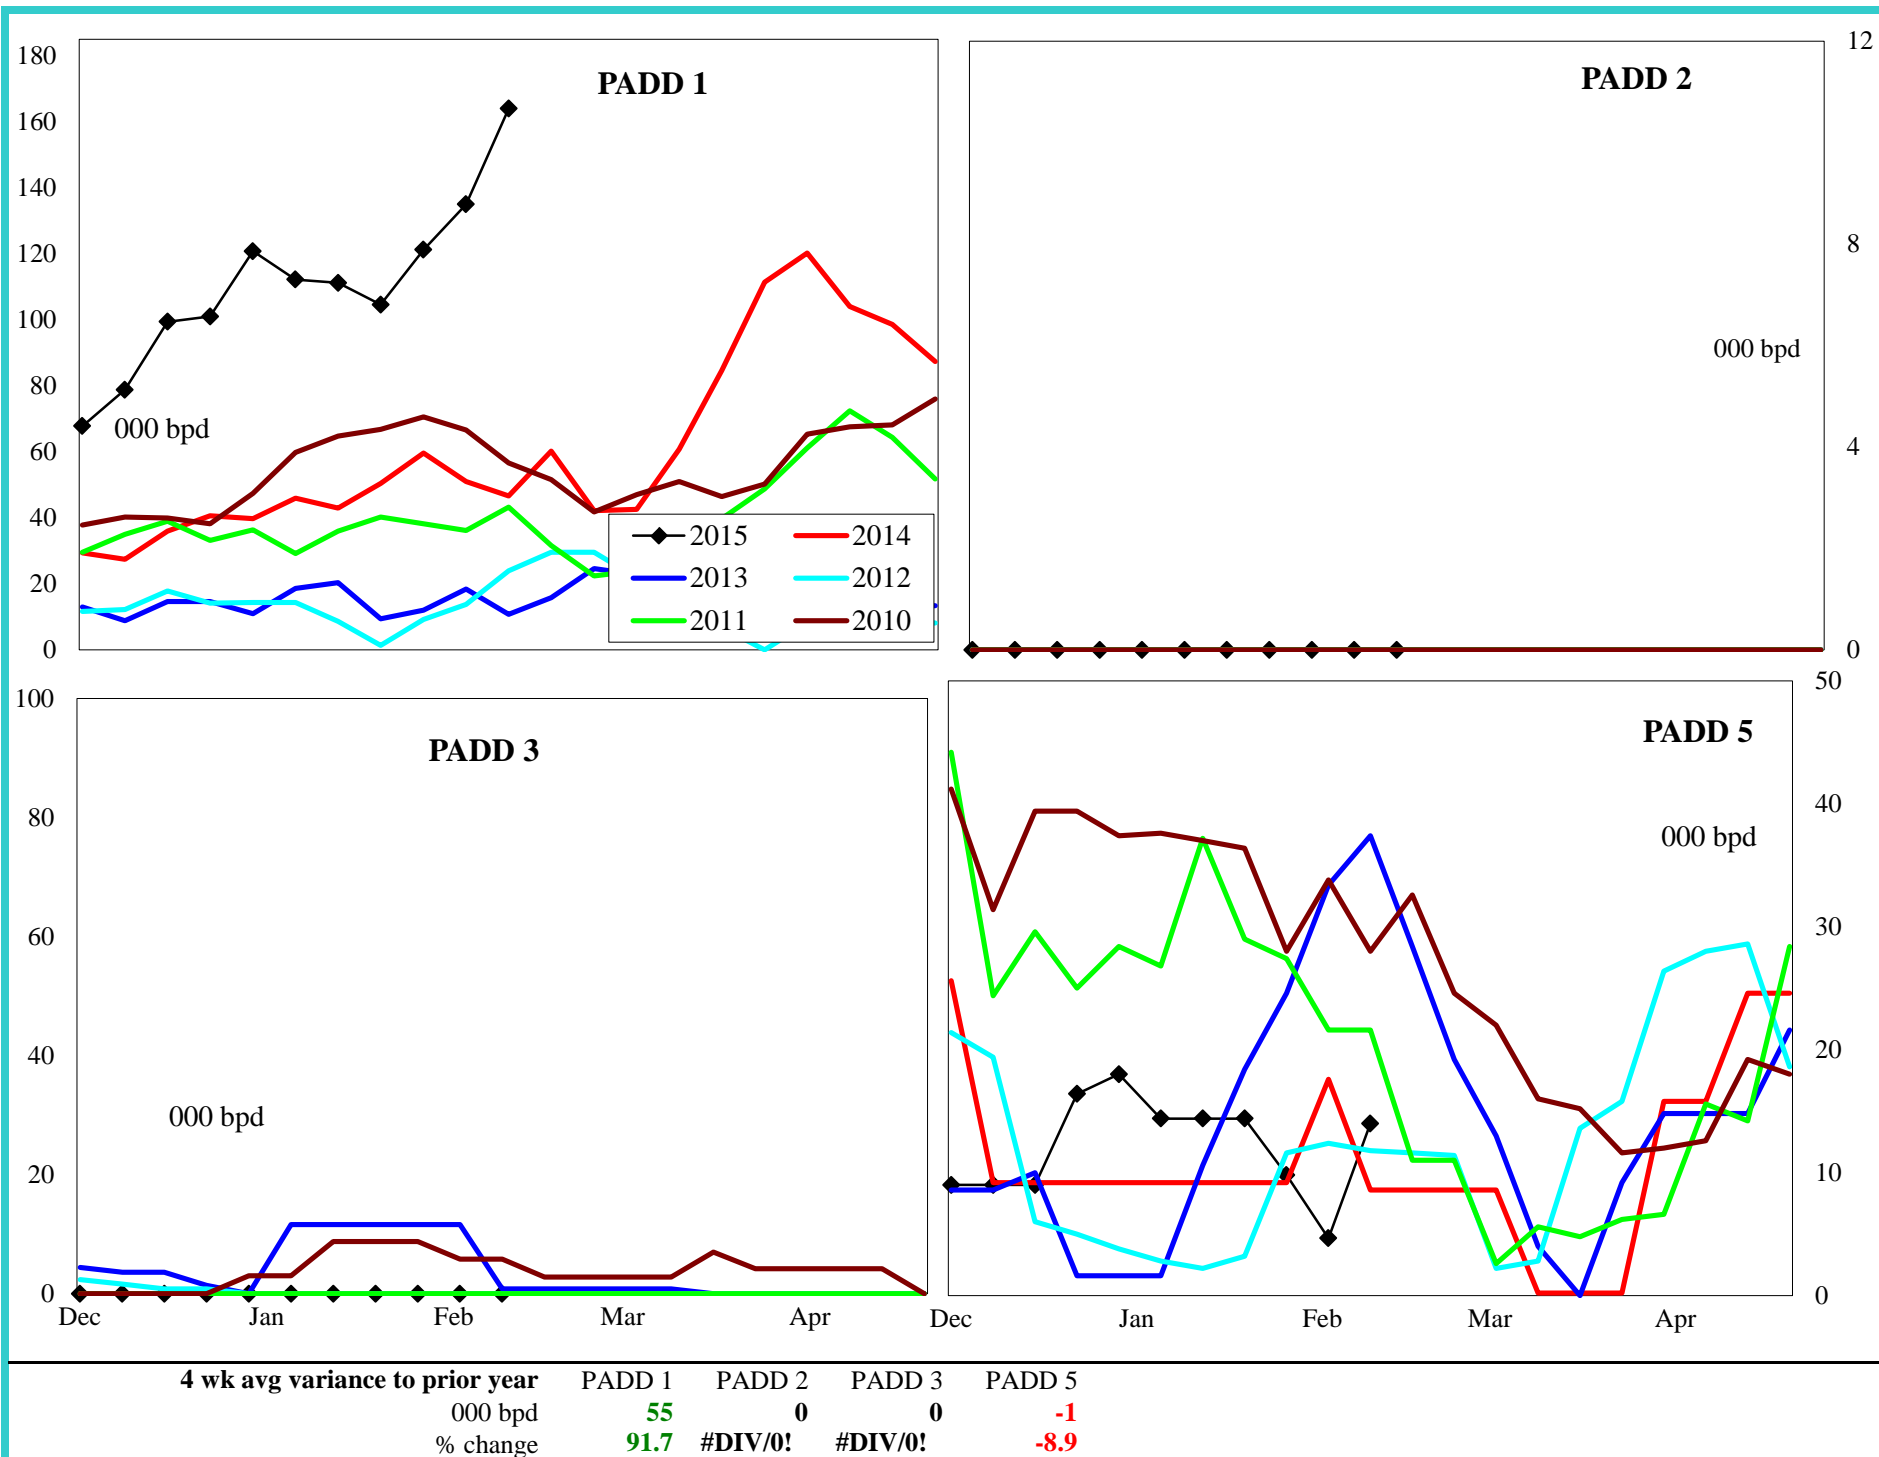 180
160
140
120
100
80
60
40
20
0
PADD 1
000 bpd
2015 2014
2013 2012
2011 2010
PADD 2
12
8
4
0
000 bpd
100
80
60
40
20
0
PADD 3
000 bpd
Dec Jan Feb Mar Apr
PADD 5
50
40
30
20
10
0
000 bpd
Dec Jan Feb Mar Apr
4 wk avg variance to prior year PADD 1 PADD 2 PADD 3 PADD 5
000 bpd 55 0 0 -1
% change 91.7 #DIV/0! #DIV/0! -8.9